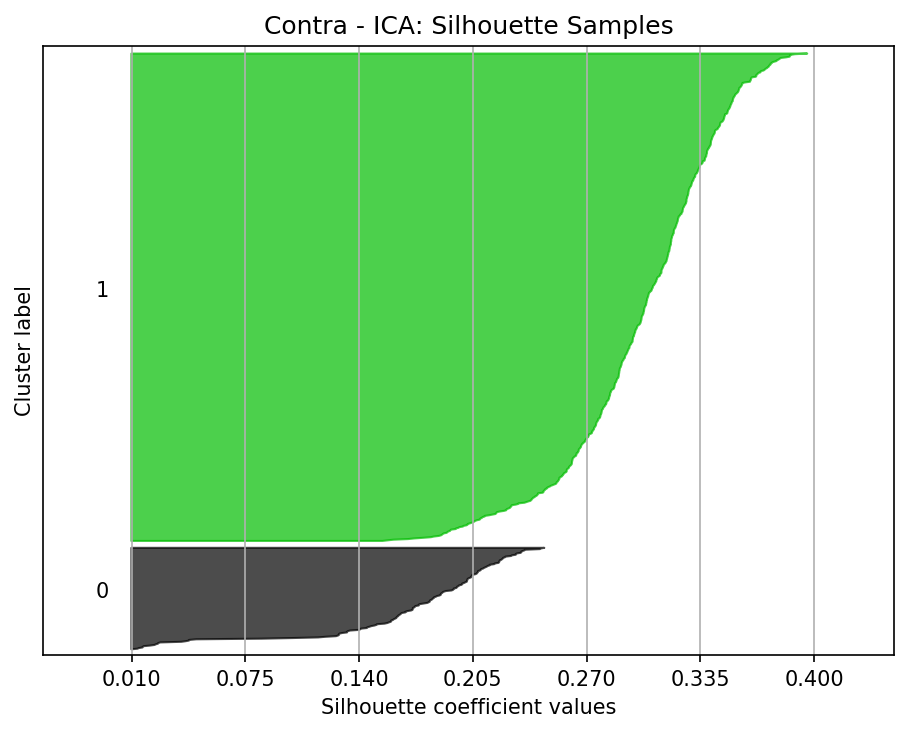 Contra - ICA: Silhouette Samples
Cluster label
1
0
0.010 0.075 0.140 0.205 0.270 0.335 0.400
Silhouette coefficient values